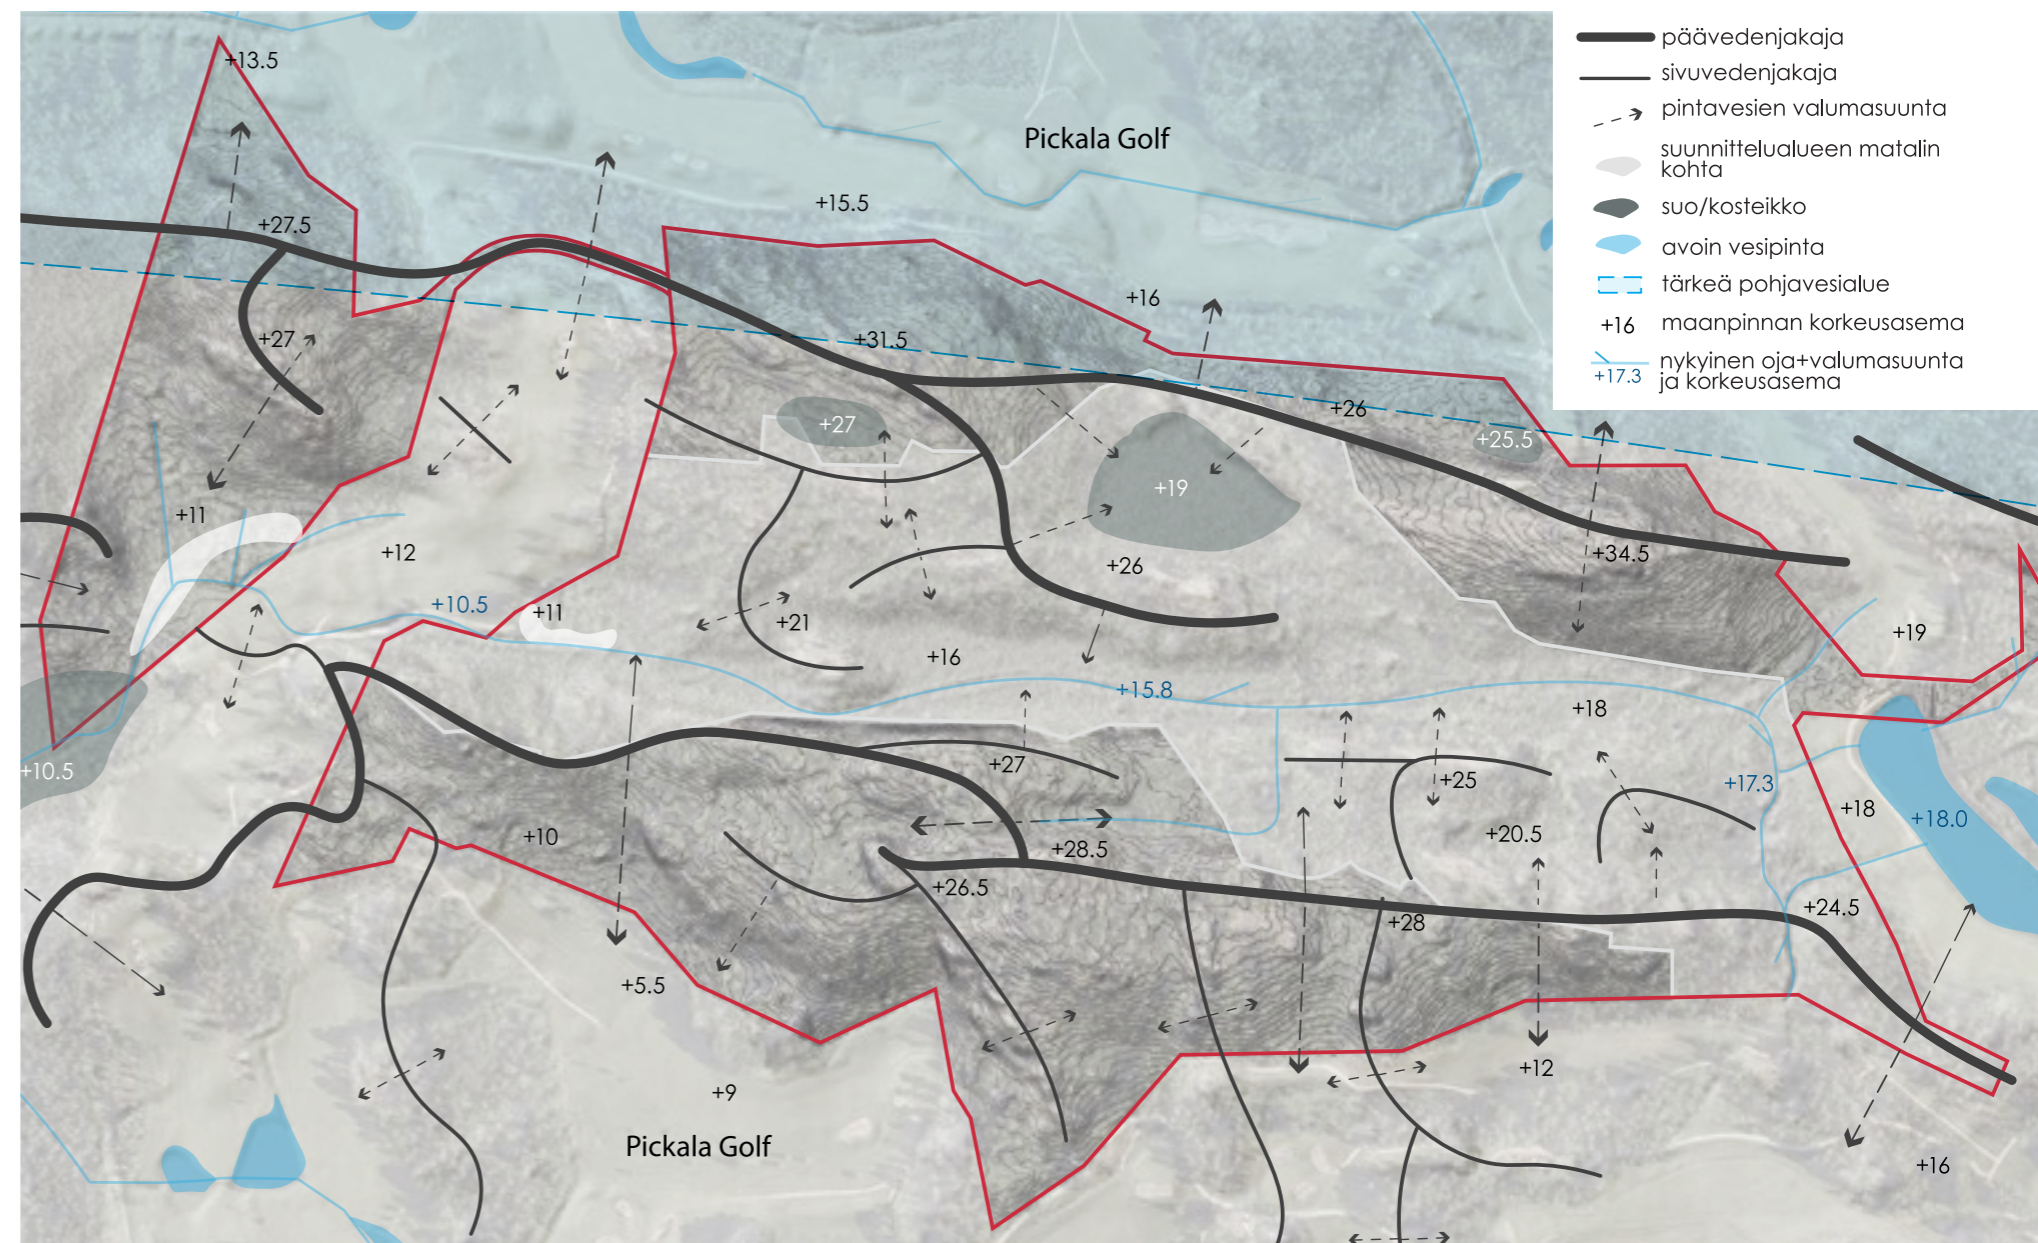 päävedenjakaja
sivuvedenjakaja
pintavesien valumasuunta
suunnittelualueen matalin
kohta
suo/kosteikko
avoin vesipinta
tärkeä pohjavesialue
+16 maanpinnan korkeusasema
nykyinen oja+valumasuunta
+17.3 ja korkeusasema
+13.5
Pickala Golf
+15.5
+27.5
+16
+27
+31.5
+26
+27
+25.5
+19
+11
+12
+34.5
+26
+10.5
+11
+21
+19
+16
+15.8
+18
+10.5
+27
+25
+17.3
+18
+18.0
+10
+20.5
+28.5
+26.5
+28
+24.5
+5.5
+12
+9
Pickala Golf
+16